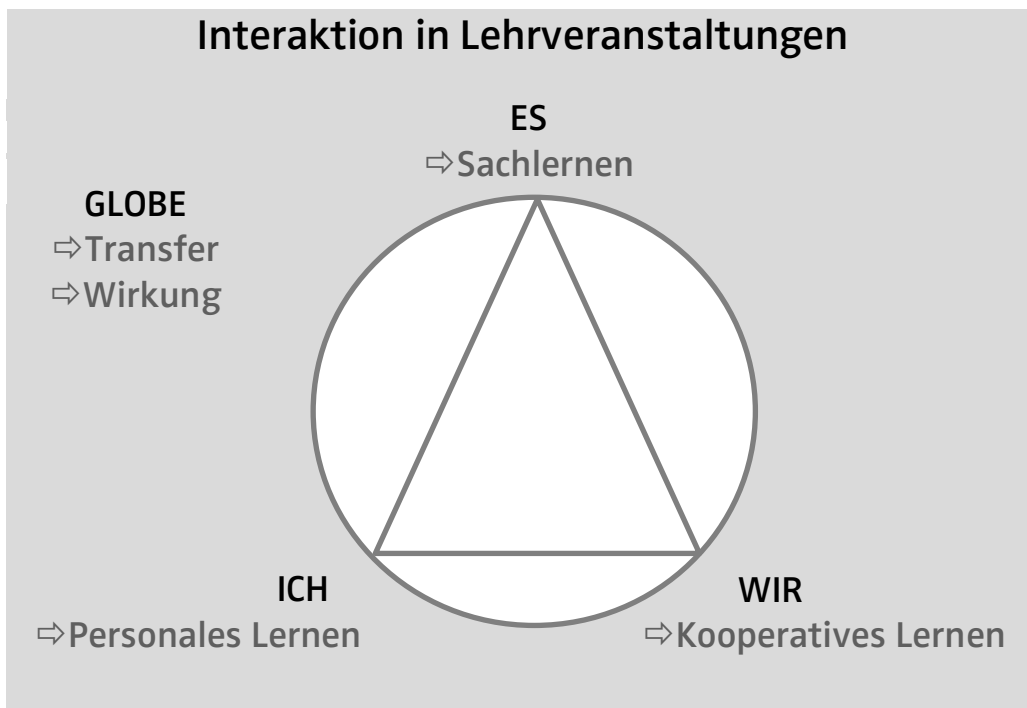 Interaktion in Lehrveranstaltungen
ES
⇨Sachlernen
GLOBE
⇨Transfer
⇨Wirkung
ICH
⇨Personales Lernen
WIR
⇨Kooperatives Lernen